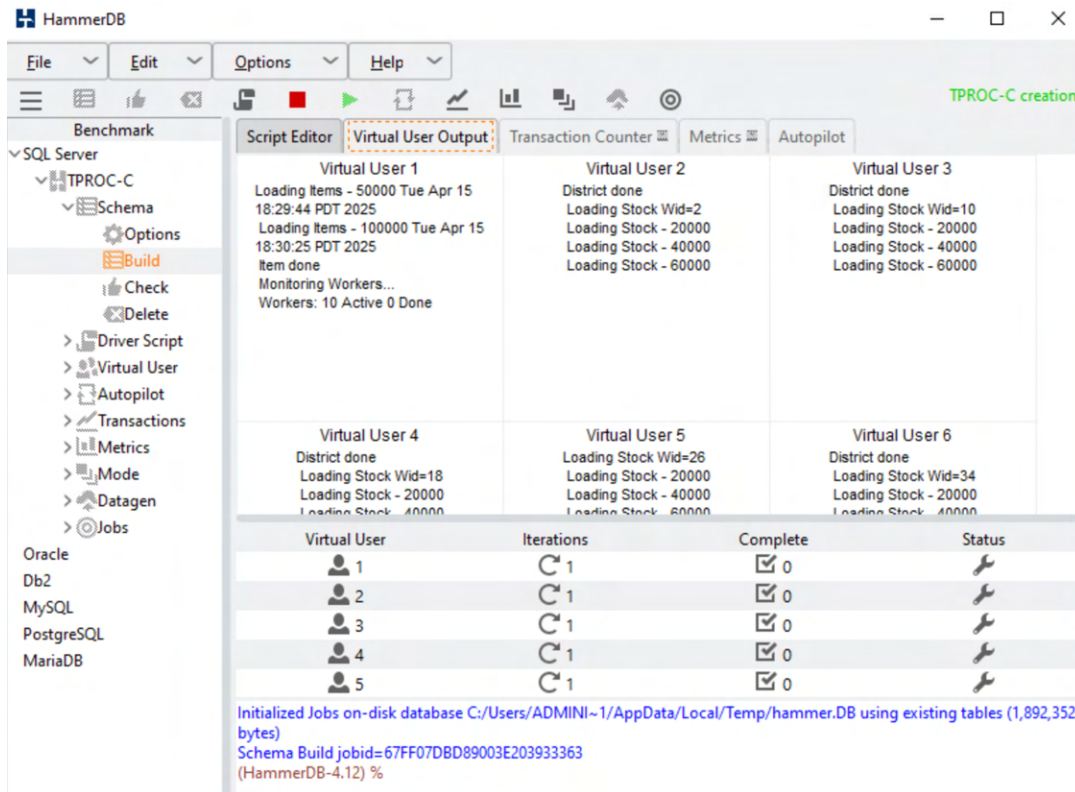 HammerDB
File Edit Options Help
TPROC-C creation
Benchmark
SQL Server
TPROC-C
Schema
Options
Build
Check
Delete
Driver Script
Virtual User
Autopilot
Transactions
Metrics
Mode
Datagen
Jobs
Oracle
Db2
MySQL
PostgreSQL
MariaDB
Script Editor Virtual User Output Transaction Counter Metrics Autopilot
Virtual User 1
Loading Items - 50000 Tue Apr 15
18:29:44 PDT 2025
Loading Items - 100000 Tue Apr 15
18:30:25 PDT 2025
Item done
Monitoring Workers...
Workers: 10 Active 0 Done
Virtual User 2
District done
Loading Stock Wid=2
Loading Stock - 20000
Loading Stock - 40000
Loading Stock - 60000
Virtual User 3
District done
Loading Stock Wid=10
Loading Stock - 20000
Loading Stock - 40000
Loading Stock - 60000
Virtual User 4
District done
Loading Stock Wid=18
Loading Stock - 20000
Loading Stock - 40000
Virtual User 5
Loading Stock Wid=26
Loading Stock - 20000
Loading Stock - 40000
Loading Stock - 60000
Virtual User 6
District done
Loading Stock Wid=34
Loading Stock - 20000
Loading Stock - 40000
Virtual User Iterations Complete Status
1 1 0
2 1 0
3 1 0
4 1 0
5 1 0
Initialized Jobs on-disk database C:/Users/ADMINI~1/AppData/Local/Temp/hammer.DB using existing tables (1,892,352
bytes)
Schema Build jobid=67FF07DBD89003E203933363
(HammerDB-4.12) %